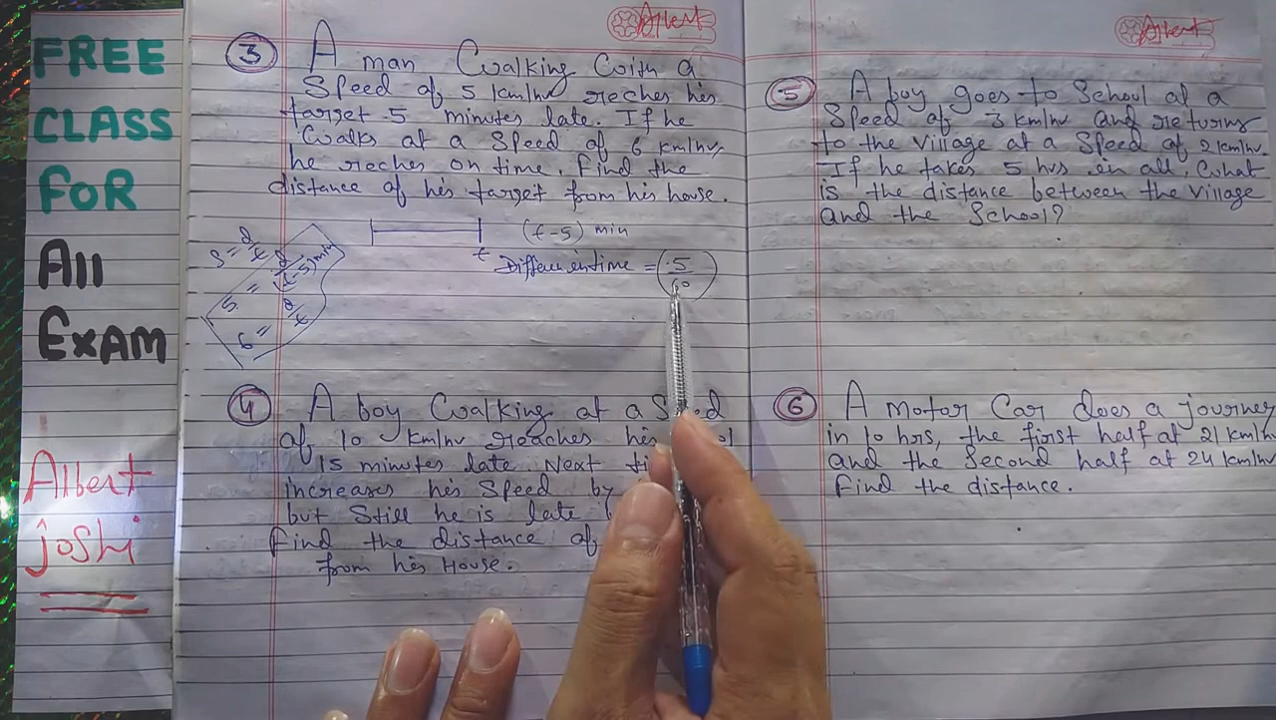 FREE
CLASS
FOR
All
ExAM
Albert
joshi
Albert
3 A man Walking With a
Speed of 5 km/hr reches his
target 5 minutes late. If he
Walks at a Speed of 6 km/hr,
he reches on time. Find the
distance of his target from his house.
(t-5) min
t
Different in time = 5/60
S = d/t
5 = d/(t-5) min
6 = d/t
4 A boy Walking at a Speed
of 10 km/hr reaches his
15 minutes late. Next
increases his Speed by
but Still he is late
Find the distance of
from his House.
Albert
5 A boy goes to School at a
Speed of 3 km/hr and returns
to the village at a Speed of 2 km/hr.
If he takes 5 hrs in all, What
is the distance between the village
and the School?
6 A Motor Car does a journey
in 10 hrs, the first half at 21 km/hr
and the Second half at 24 km/hr
Find the distance.